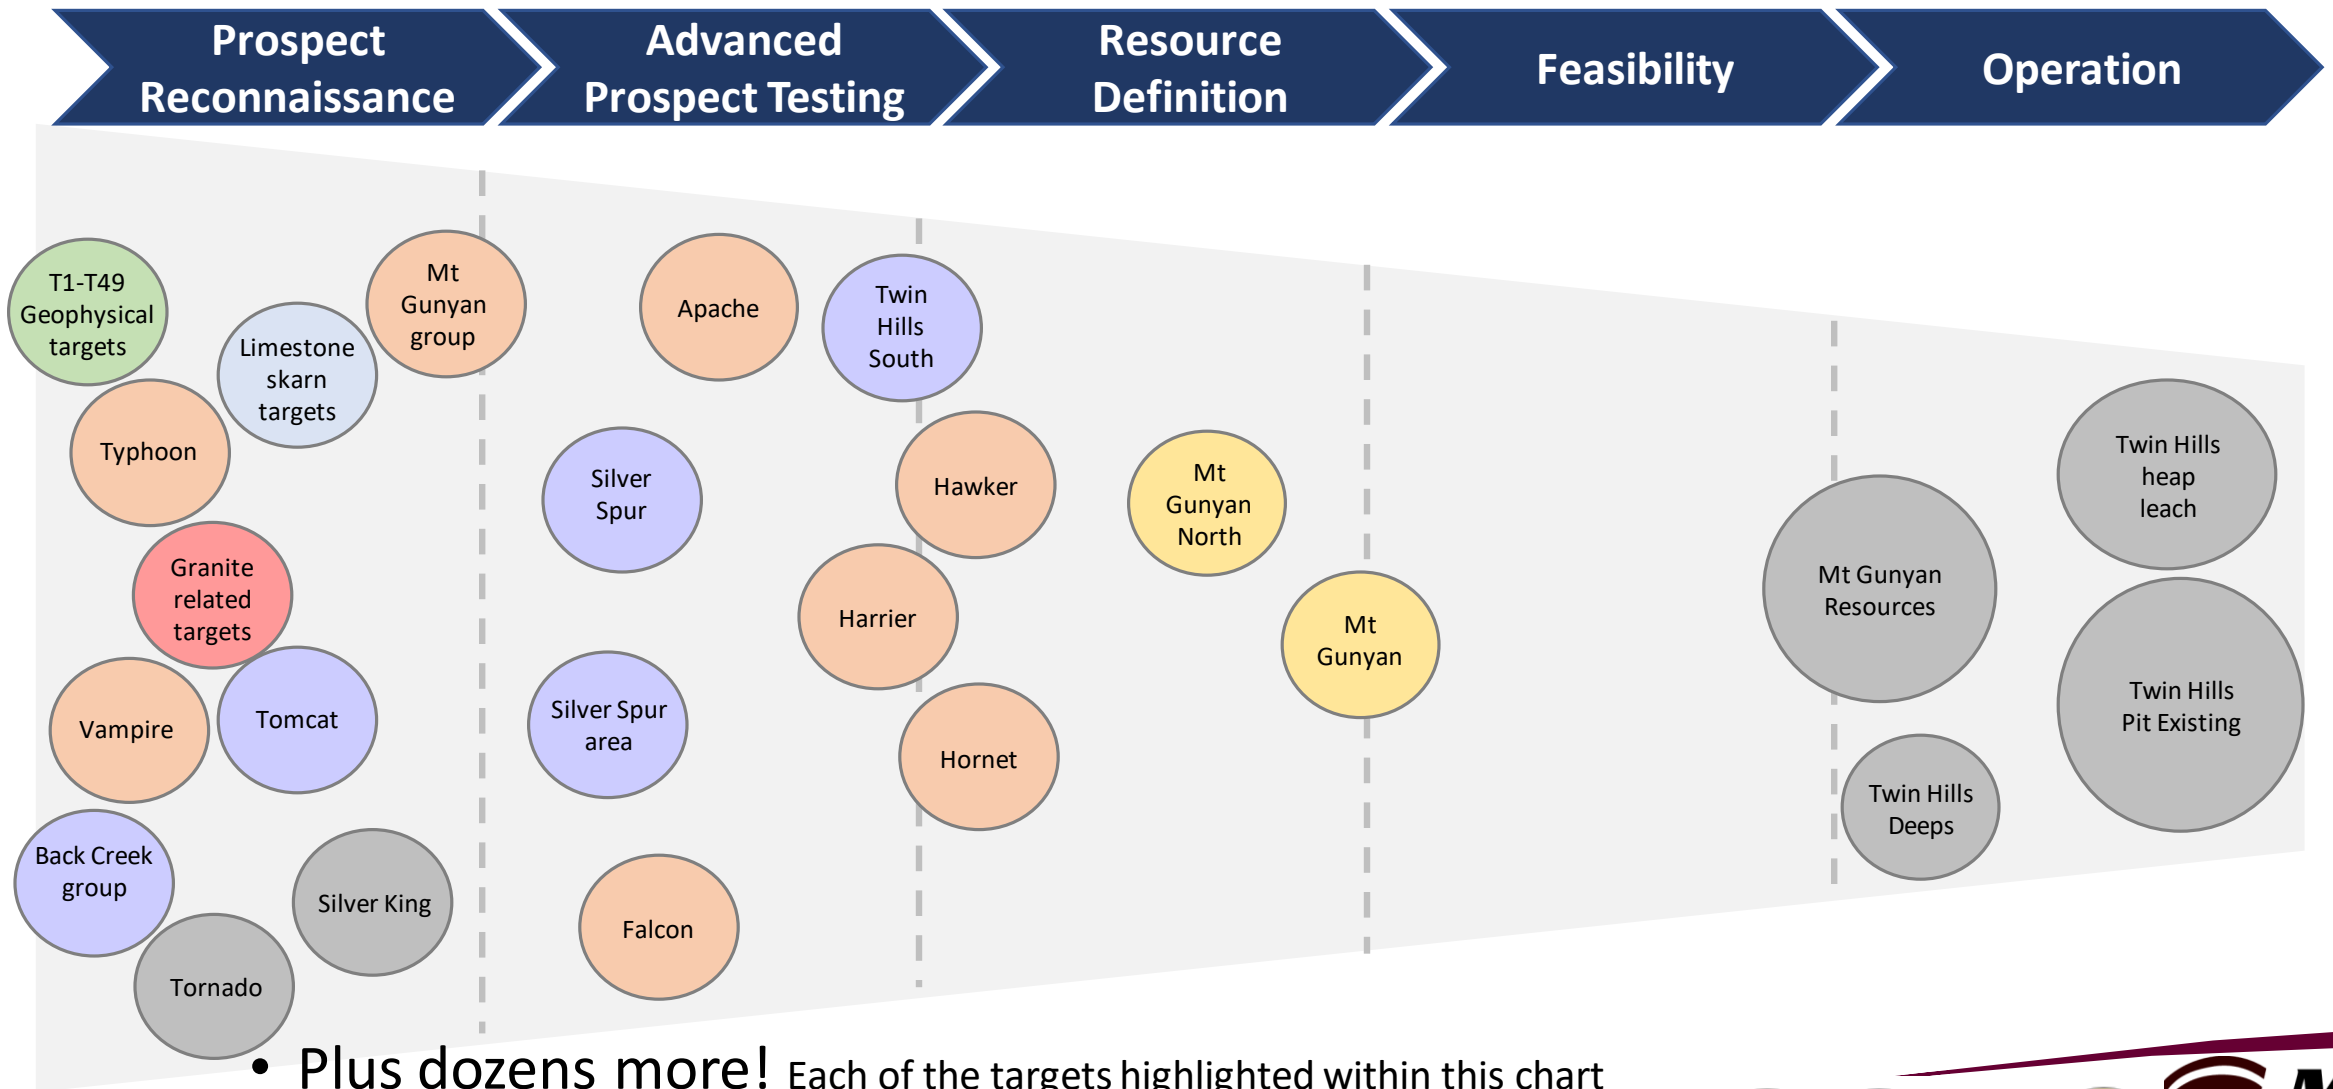 Prospect
Reconnaissance
Advanced
Prospect Testing
Resource
Definition
Feasibility
Operation
T1-T49
Geophysical
targets
Limestone
skarn
targets
Mt
Gunyan
group
Typhoon
Granite
related
targets
Vampire
Tomcat
Back Creek
group
Silver King
Tornado
Apache
Twin
Hills
South
Silver
Spur
Hawker
Harrier
Silver Spur
area
Hornet
Falcon
Mt
Gunyan
North
Mt
Gunyan
Mt Gunyan
Resources
Twin Hills
heap
leach
Twin Hills
Pit Existing
Twin Hills
Deeps
• Plus dozens more! Each of the targets highlighted within this chart